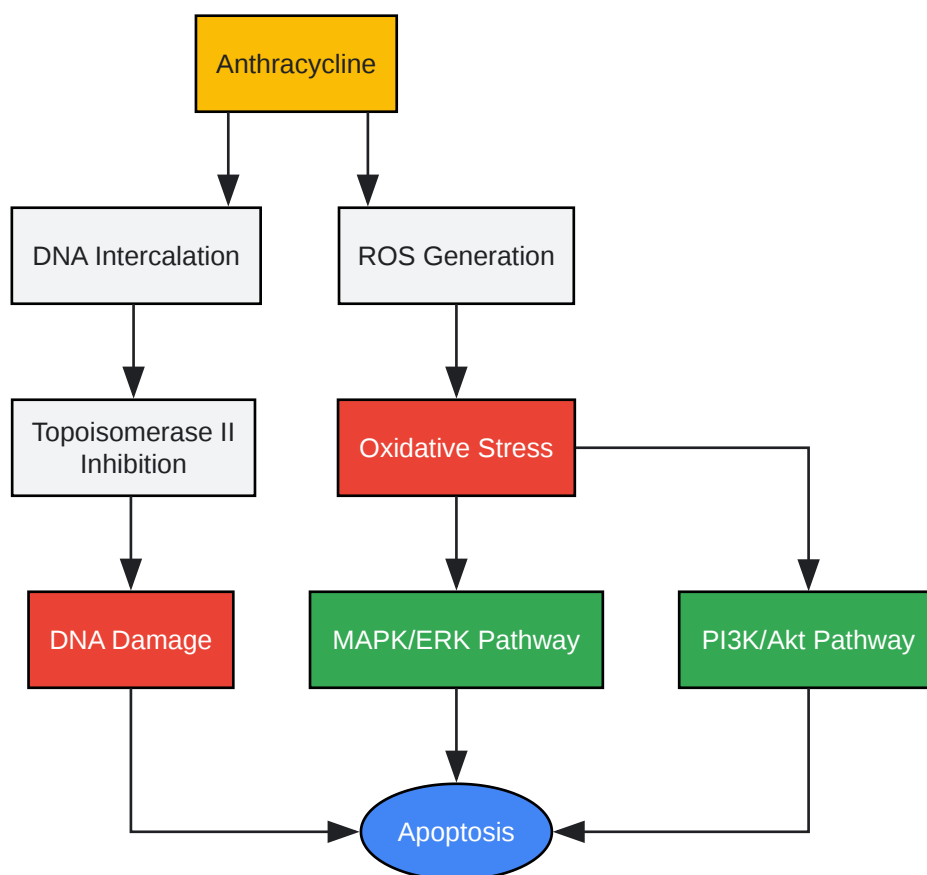 Anthracycline
DNA Intercalation
ROS Generation
Topoisomerase II
Inhibition
Oxidative Stress
DNA Damage
MAPK/ERK Pathway
PI3K/Akt Pathway
Apoptosis